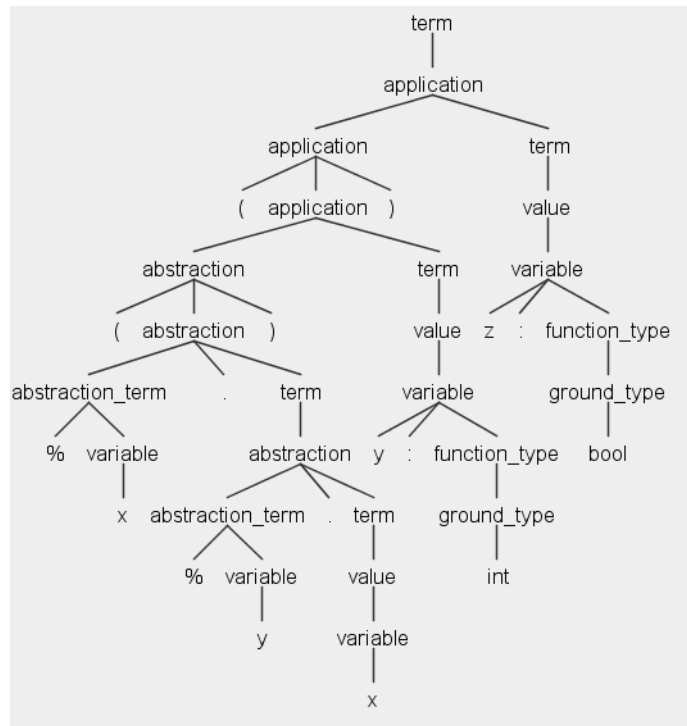 term
application
application term
( application ) value
abstraction term variable
( abstraction ) value z : function_type
abstraction_term . term variable ground_type
% variable abstraction y : function_type bool
x abstraction_term . term ground_type
% variable value int
y variable
x